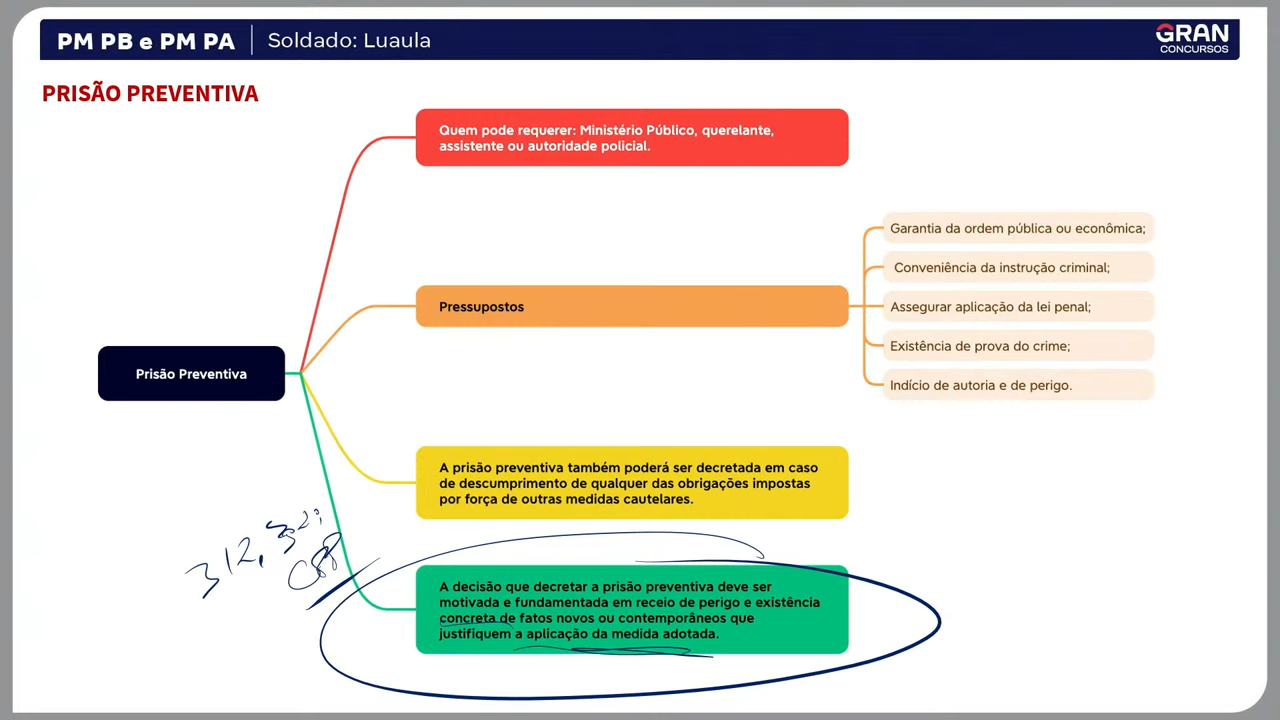 PM PB e PM PA
Soldado: Luaula
GRAN
CONCURSOS
PRISÃO PREVENTIVA
Quem pode requerer: Ministério Público, querelante,
assistente ou autoridade policial.
Garantia da ordem pública ou econômica;
Conveniência da instrução criminal;
Pressupostos
Assegurar aplicação da lei penal;
Existência de prova do crime;
Indício de autoria e de perigo.
Prisão Preventiva
A prisão preventiva também poderá ser decretada em caso
de descumprimento de qualquer das obrigações impostas
por força de outras medidas cautelares.
312,
CPP
A decisão que decretar a prisão preventiva deve ser
motivada e fundamentada em receio de perigo e existência
concreta de fatos novos ou contemporâneos que
justifiquem a aplicação da medida adotada.